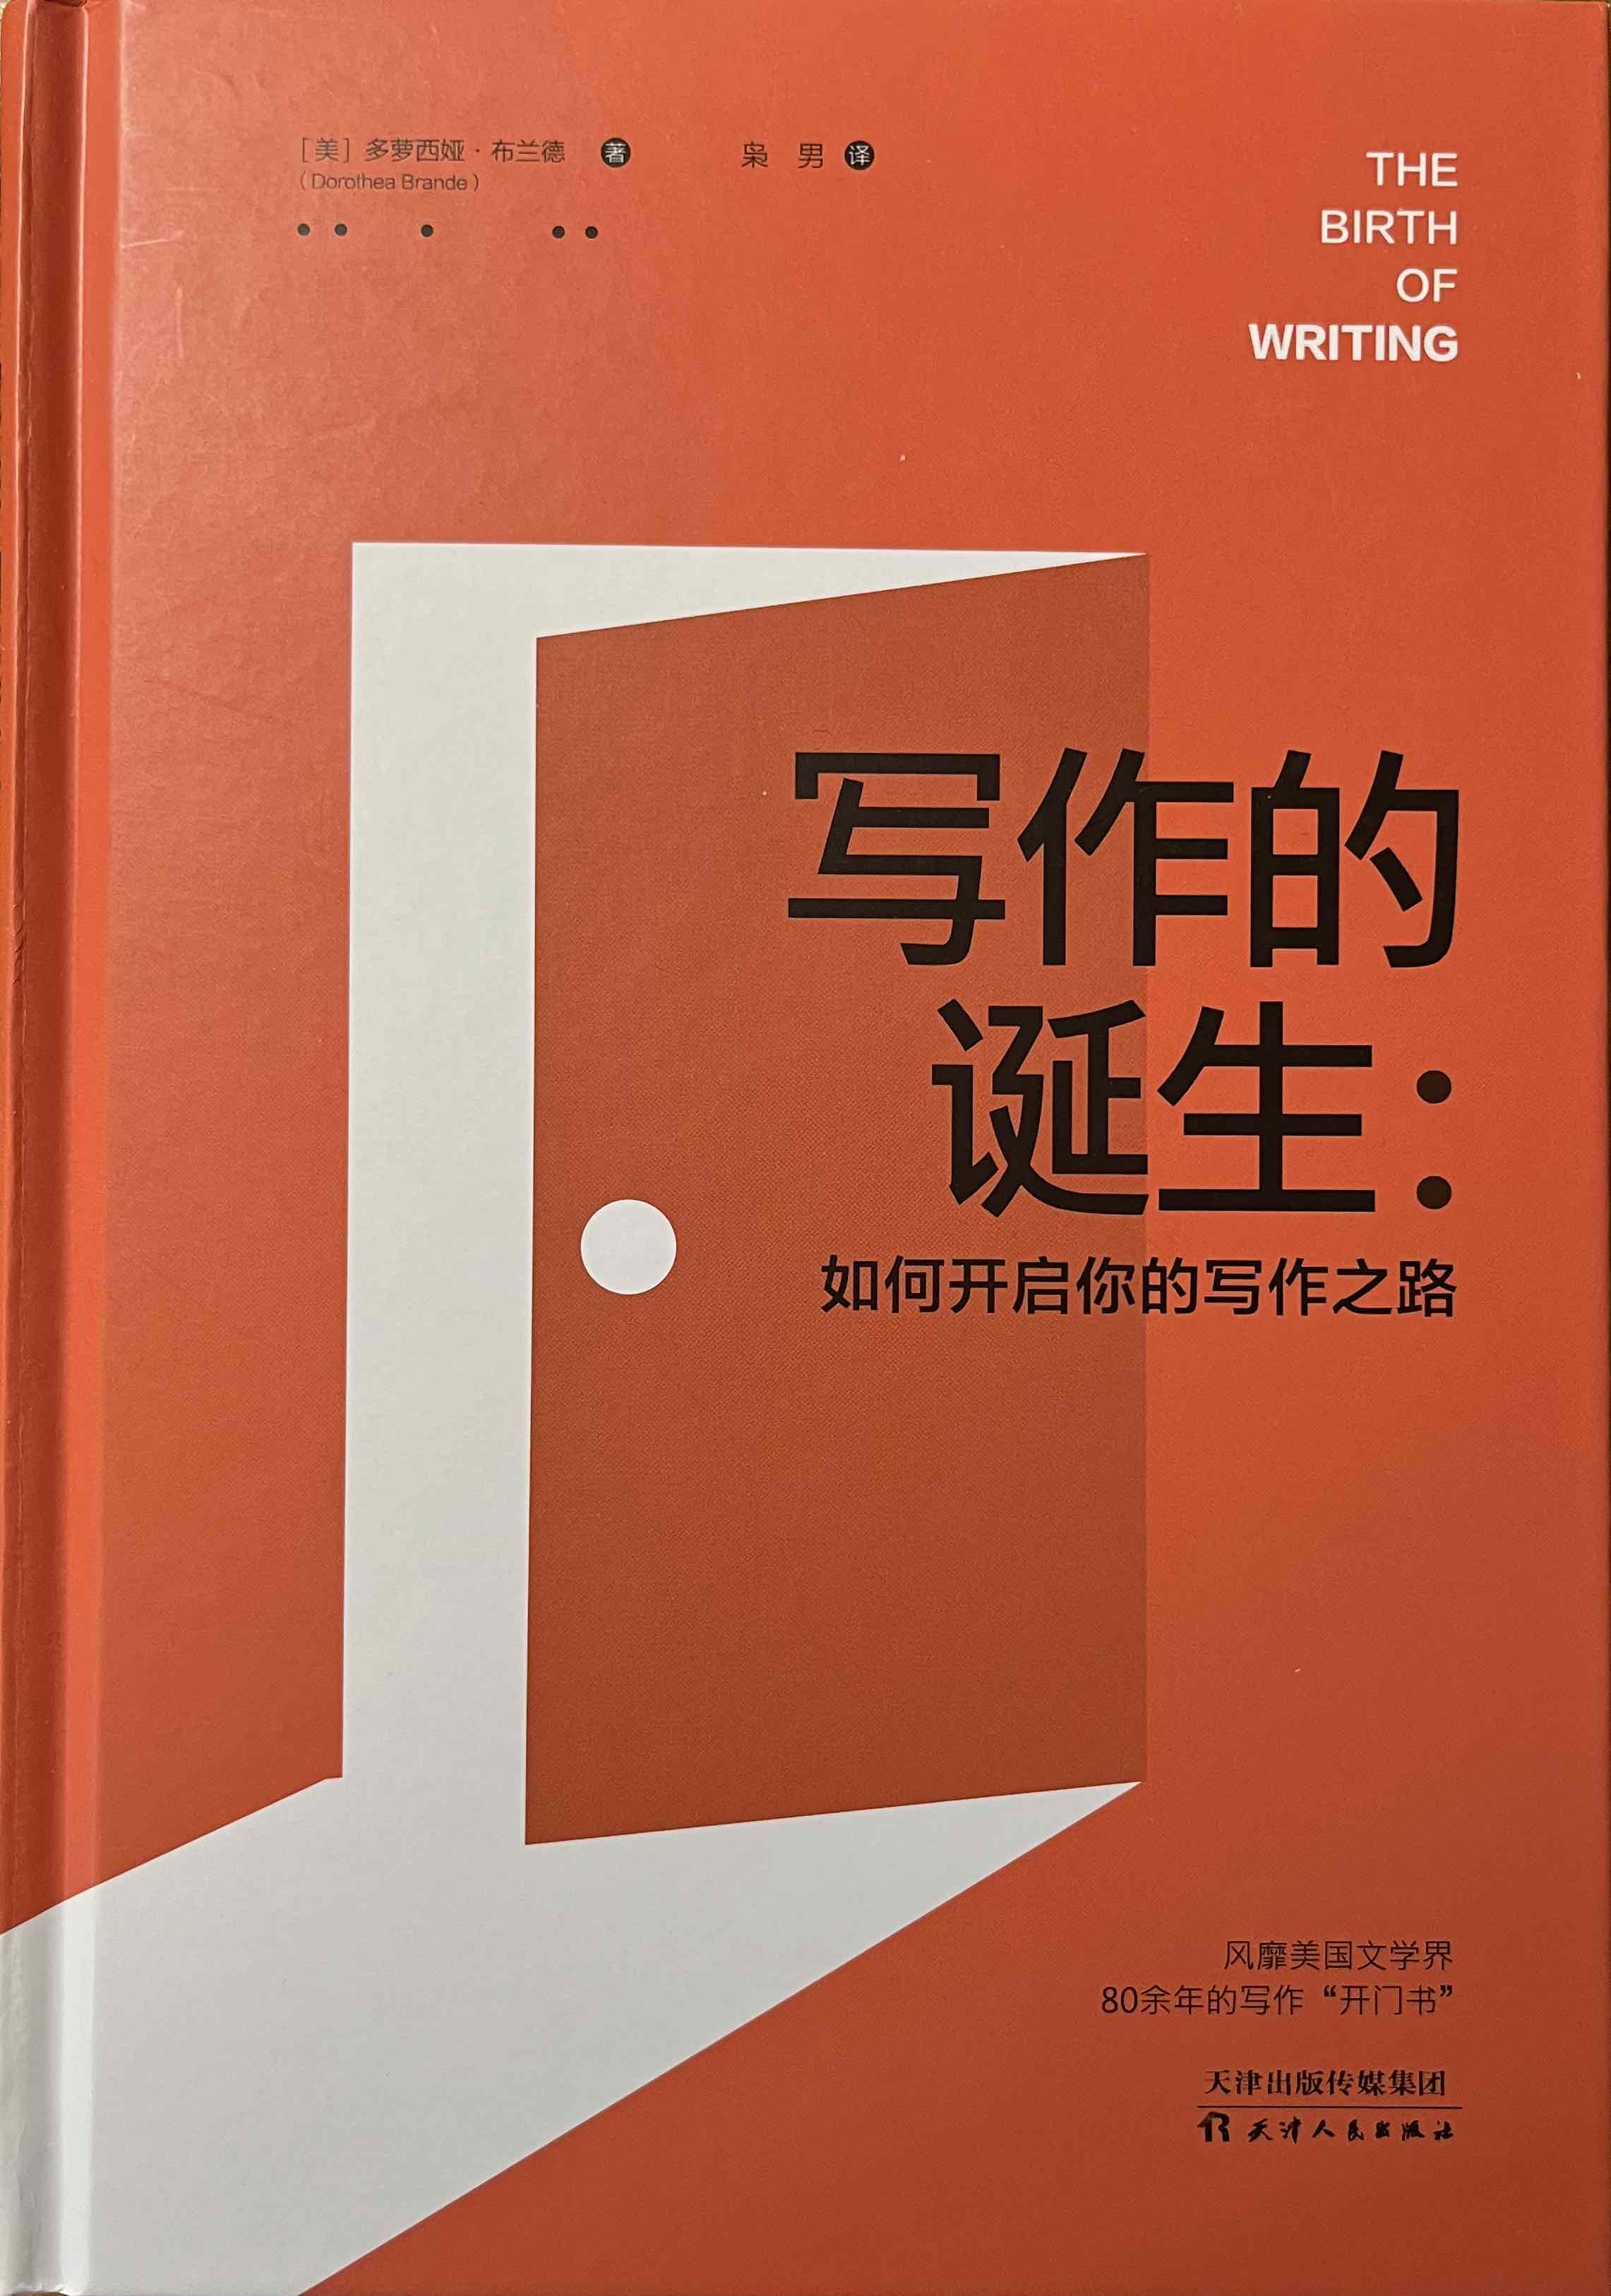 [美] 多萝西娅·布兰德 著 枭 男 译
(Dorothea Brande)
THE
BIRTH
OF
WRITING
写作的
诞生:
如何开启你的写作之路
风靡美国文学界
80余年的写作“开门书”
天津出版传媒集团
天津人民出版社